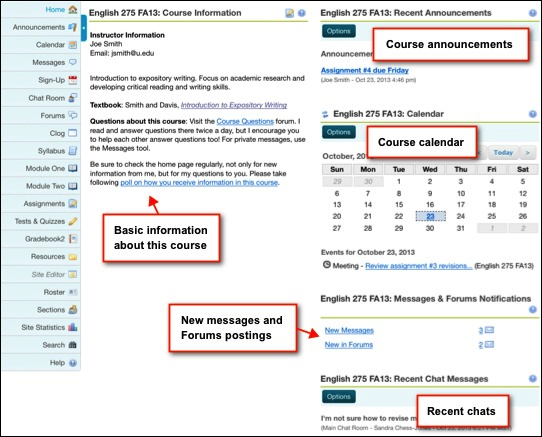 Home
Announcements
Calendar
Messages
Sign-Up
Chat Room
Forums
Clog
Syllabus
Module One
Module Two
Assignments
Tests & Quizzes
Gradebook2
Resources
Site Editor
Roster
Sections
Site Statistics
Search
Help
English 275 FA13: Course Information
Instructor Information
Joe Smith
Email: jsmith@u.edu
Introduction to expository writing. Focus on academic research and
developing critical reading and writing skills.
Textbook: Smith and Davis, Introduction to Expository Writing
Questions about this course: Visit the Course Questions forum. I
read and answer questions there twice a day, but I encourage you
to help each other answer questions too! For private messages, use
the Messages tool.
Be sure to check the home page regularly, not only for new
information from me, but for my questions to you. Please take
following poll on how you receive information in this course.
Basic information
about this course
English 275 FA13: Recent Announcements
Options
Course announcements
Assignment #4 due Friday
(Joe Smith - Oct 23, 2013 4:46 pm)
English 275 FA13: Calendar
Options
Course calendar
October, Today >
Sun Mon Tue Wed Thu Fri Sat
29 30 1 2 3 4 5
6 7 8 9 10 11 12
13 14 15 16 17 18 19
20 21 22 23 24 25 26
27 28 29 30 31 1 2
Events for October 23, 2013
Meeting - Review assignment #3 revisions... (English 275 FA13)
English 275 FA13: Messages & Forums Notifications
New messages and
Forums postings
New Messages 3
New in Forums 2
English 275 FA13: Recent Chat Messages
Options
Recent chats
I'm not sure how to revise
(Main Chat Room - Sandra